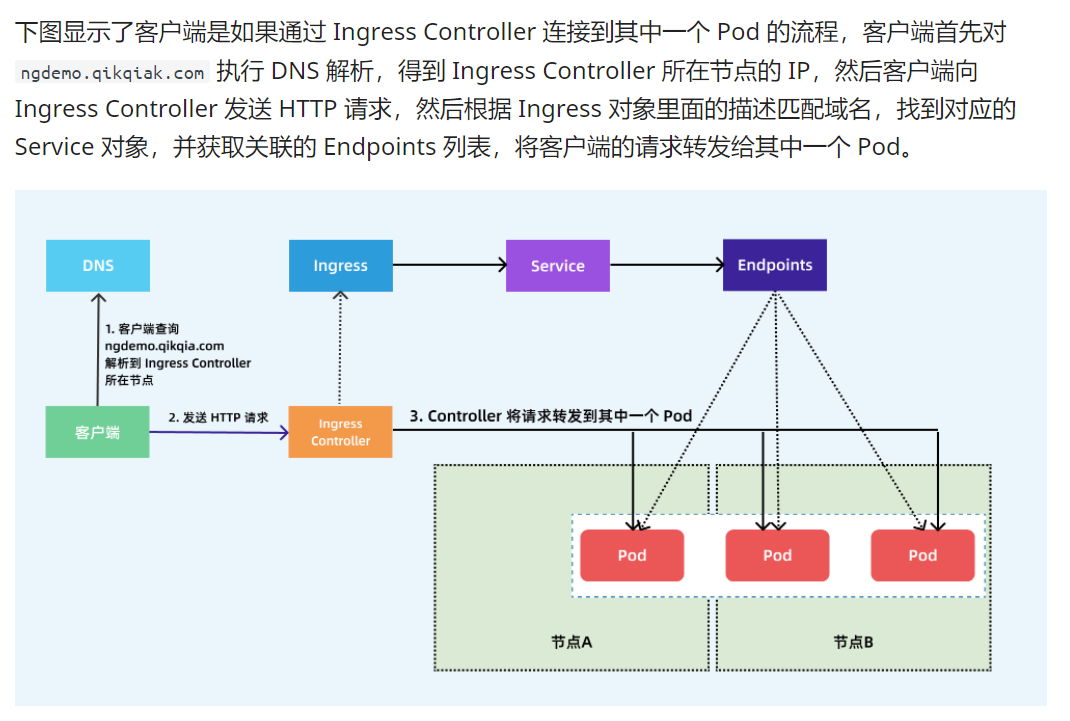 下图显示了客户端是如果通过 Ingress Controller 连接到其中一个 Pod 的流程，客户端首先对
ngdemo.qikqiak.com 执行 DNS 解析，得到 Ingress Controller 所在节点的 IP，然后客户端向
Ingress Controller 发送 HTTP 请求，然后根据 Ingress 对象里面的描述匹配域名，找到对应的
Service 对象，并获取关联的 Endpoints 列表，将客户端的请求转发给其中一个 Pod。
DNS
Ingress
Service
Endpoints
1. 客户端查询
ngdemo.qikqia.com
解析到 Ingress Controller
所在节点
客户端
2. 发送 HTTP 请求
Ingress
Controller
3. Controller 将请求转发到其中一个 Pod
Pod
Pod
Pod
节点A
节点B